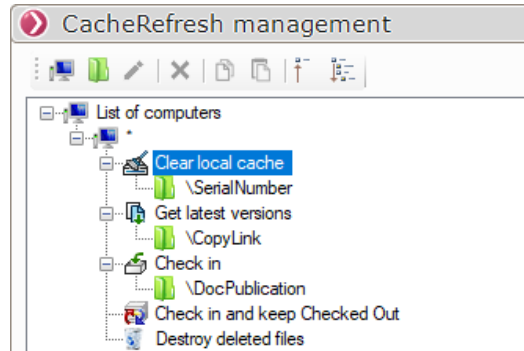 CacheRefresh management
List of computers
*
Clear local cache
\SerialNumber
Get latest versions
\CopyLink
Check in
\DocPublication
Check in and keep Checked Out
Destroy deleted files